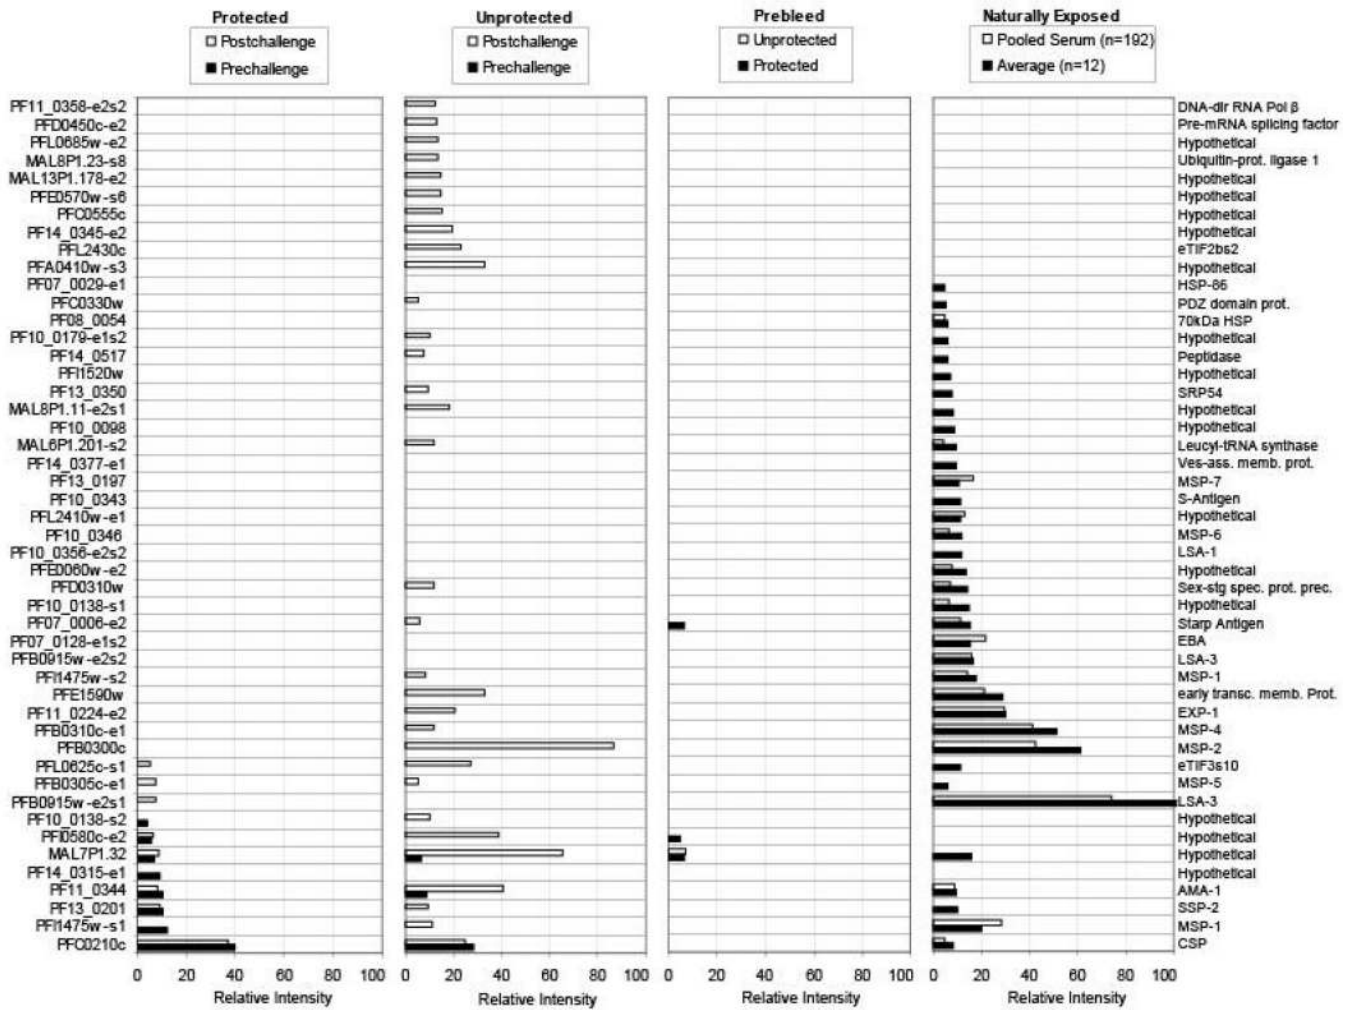 Protected Unprotected Prebleed Naturally Exposed
Postchallenge Postchallenge Unprotected Pooled Serum (n=192)
Prechallenge Prechallenge Protected Average (n=12)
PF11_0358-e2s2 DNA-dir RNA Pol β
PFD0450c-e2 Pre-mRNA splicing factor
PFL0685w-e2 Hypothetical
MAL8P1.23-s8 Ubiquitin-prot. ligase 1
MAL13P1.178-e2 Hypothetical
PFE0570w-s6 Hypothetical
PFC0555c Hypothetical
PF14_0345-e2 Hypothetical
PFL2430c eTIF2bs2
PFA0410w-s3 Hypothetical
PF07_0029-e1 HSP-86
PFC0330w PDZ domain prot.
PF08_0054 70kDa HSP
PF10_0179-e1s2 Hypothetical
PF14_0517 Peptidase
PFI1520w Hypothetical
PF13_0350 SRP54
MAL8P1.11-e2s1 Hypothetical
PF10_0098 Hypothetical
MAL6P1.201-s2 Leucyl-tRNA synthase
PF14_0377-e1 Ves-ass. memb. prot.
PF13_0197 MSP-7
PF10_0343 S-Antigen
PFL2410w-e1 Hypothetical
PF10_0346 MSP-6
PF10_0356-e2s2 LSA-1
PFE0060w-e2 Hypothetical
PFD0310w Sex-stg spec. prot. prec.
PF10_0138-s1 Hypothetical
PF07_0006-e2 Starp Antigen
PF07_0128-e1s2 EBA
PFB0915w-e2s2 LSA-3
PFI1475w-s2 MSP-1
PFE1590w early transc. memb. Prot.
PF11_0224-e2 EXP-1
PFB0310c-e1 MSP-4
PFB0300c MSP-2
PFL0625c-s1 eTIF3s10
PFB0305c-e1 MSP-5
PFB0915w-e2s1 LSA-3
PF10_0138-s2 Hypothetical
PFI0580c-e2 Hypothetical
MAL7P1.32 Hypothetical
PF14_0315-e1 Hypothetical
PF11_0344 AMA-1
PF13_0201 SSP-2
PFI1475w-s1 MSP-1
PFC0210c CSP
0 20 40 60 80 100 0 20 40 60 80 100 0 20 40 60 80 100 0 20 40 60 80 100
Relative Intensity Relative Intensity Relative Intensity Relative Intensity